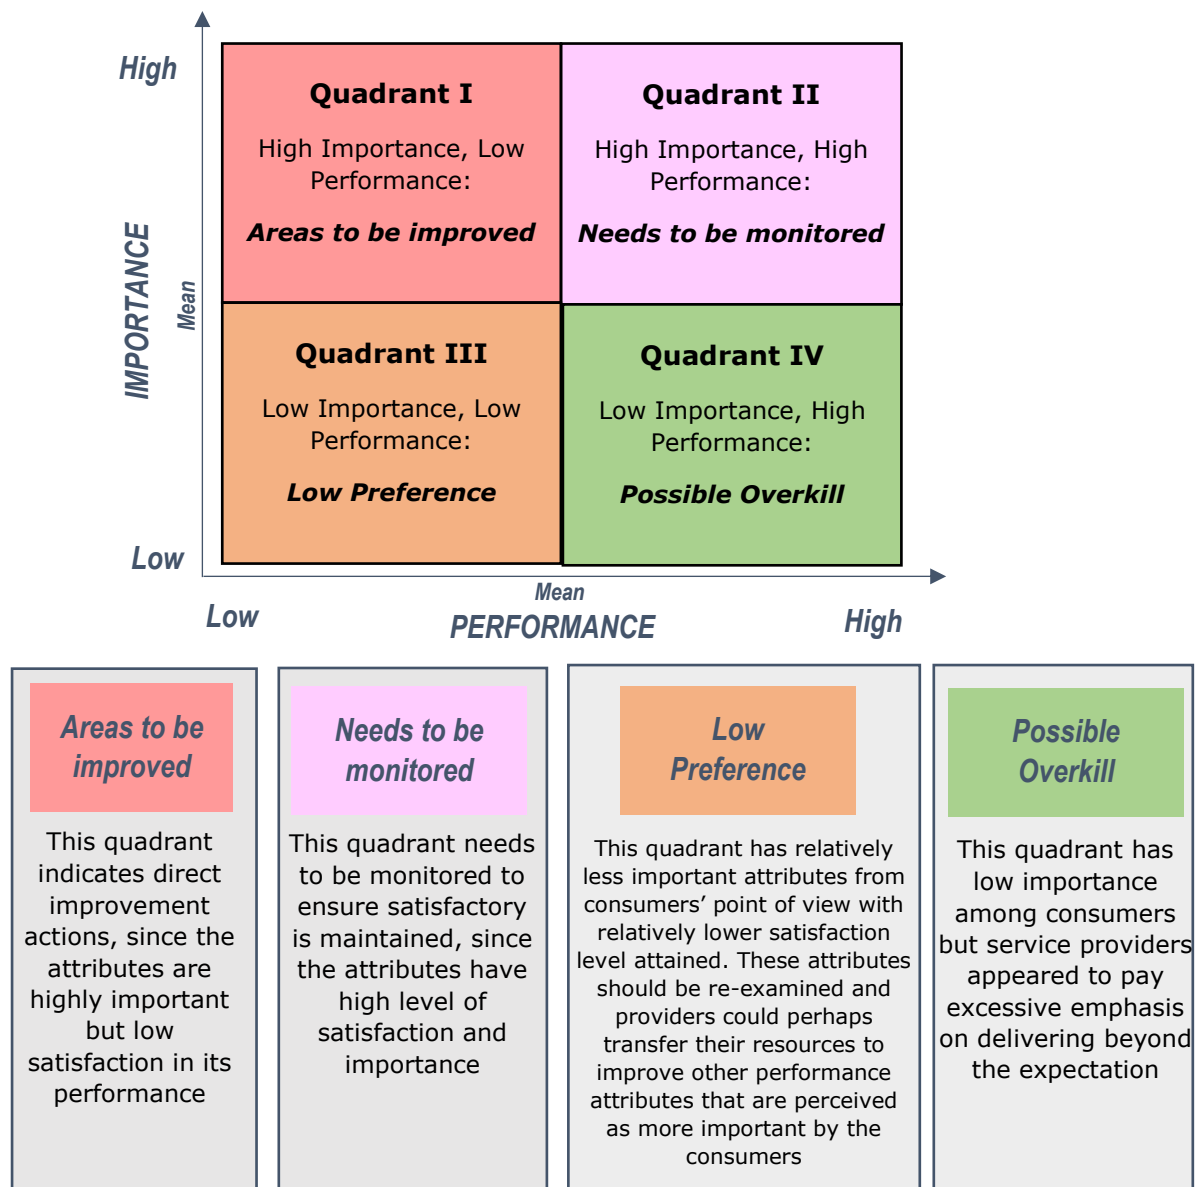 High
Quadrant I
High Importance, Low
Performance:
Areas to be improved
Quadrant II
High Importance, High
Performance:
Needs to be monitored
IMPORTANCE
Mean
Quadrant III
Low Importance, Low
Performance:
Low Preference
Quadrant IV
Low Importance, High
Performance:
Possible Overkill
Low
Low
Mean
PERFORMANCE
High
Areas to be
improved
This quadrant
indicates direct
improvement
actions, since the
attributes are
highly important
but low
satisfaction in its
performance
Needs to be
monitored
This quadrant needs
to be monitored to
ensure satisfactory
is maintained, since
the attributes have
high level of
satisfaction and
importance
Low
Preference
This quadrant has relatively
less important attributes from
consumers’ point of view with
relatively lower satisfaction
level attained. These attributes
should be re-examined and
providers could perhaps
transfer their resources to
improve other performance
attributes that are perceived
as more important by the
consumers
Possible
Overkill
This quadrant has
low importance
among consumers
but service providers
appeared to pay
excessive emphasis
on delivering beyond
the expectation